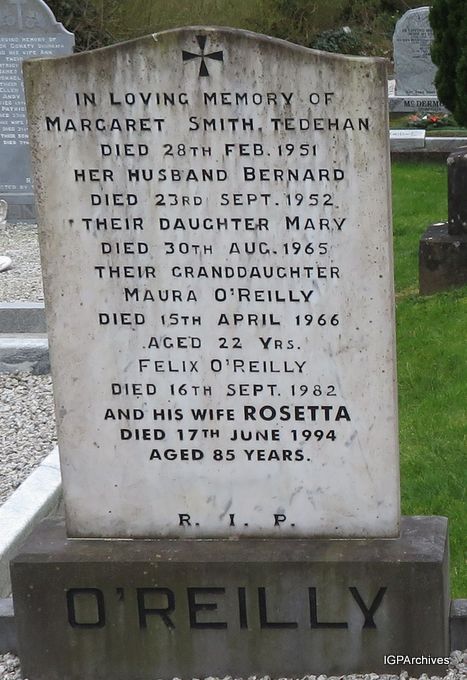 IN LOVING MEMORY OF
MARGARET SMITH, TEDEHAN
DIED 28TH FEB. 1951
HER HUSBAND BERNARD
DIED 23RD SEPT. 1952
THEIR DAUGHTER MARY
DIED 30TH AUG. 1965
THEIR GRANDDAUGHTER
MAURA O'REILLY
DIED 15TH APRIL 1966
AGED 22 YRS.
FELIX O'REILLY
DIED 16TH SEPT. 1982
AND HIS WIFE ROSETTA
DIED 17TH JUNE 1994
AGED 85 YEARS.
R. I. P.
O'REILLY
McDERMO
IGPArchives